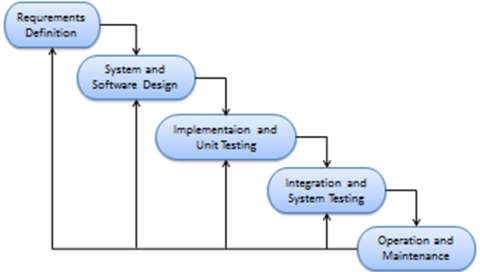 Requrements
Definition
System and
Software Design
Implementaion and
Unit Testing
Integration and
System Testing
Operation and
Maintenance